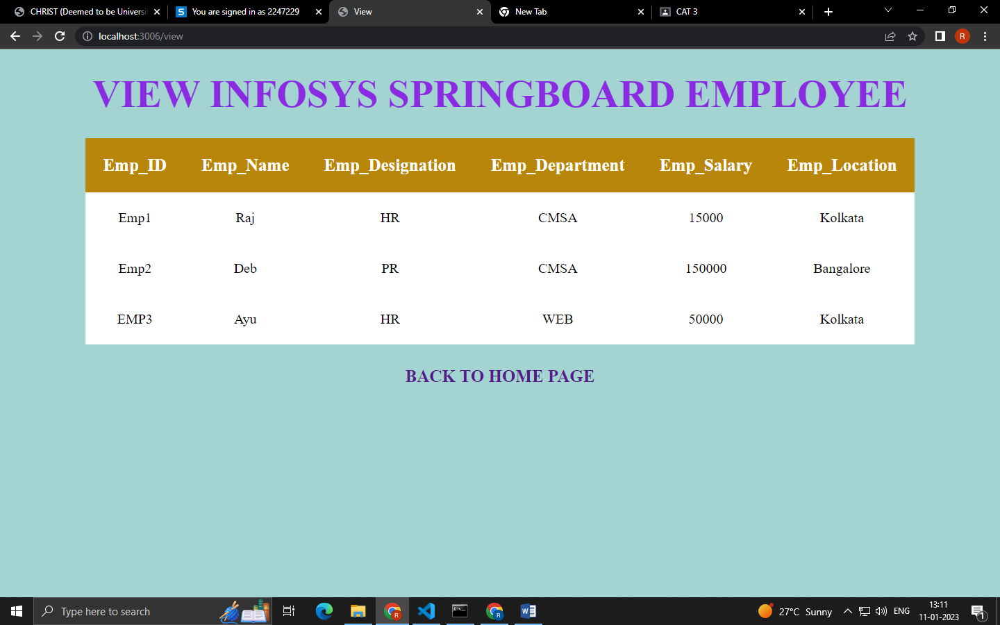 CHRIST (Deemed to be Universi
You are signed in as 2247229
View
New Tab
CAT 3
localhost:3006/view
R
VIEW INFOSYS SPRINGBOARD EMPLOYEE
Emp_ID Emp_Name Emp_Designation Emp_Department Emp_Salary Emp_Location
Emp1 Raj HR CMSA 15000 Kolkata
Emp2 Deb PR CMSA 150000 Bangalore
EMP3 Ayu HR WEB 50000 Kolkata
BACK TO HOME PAGE
Type here to search
27°C Sunny
ENG
13:11
11-01-2023
1